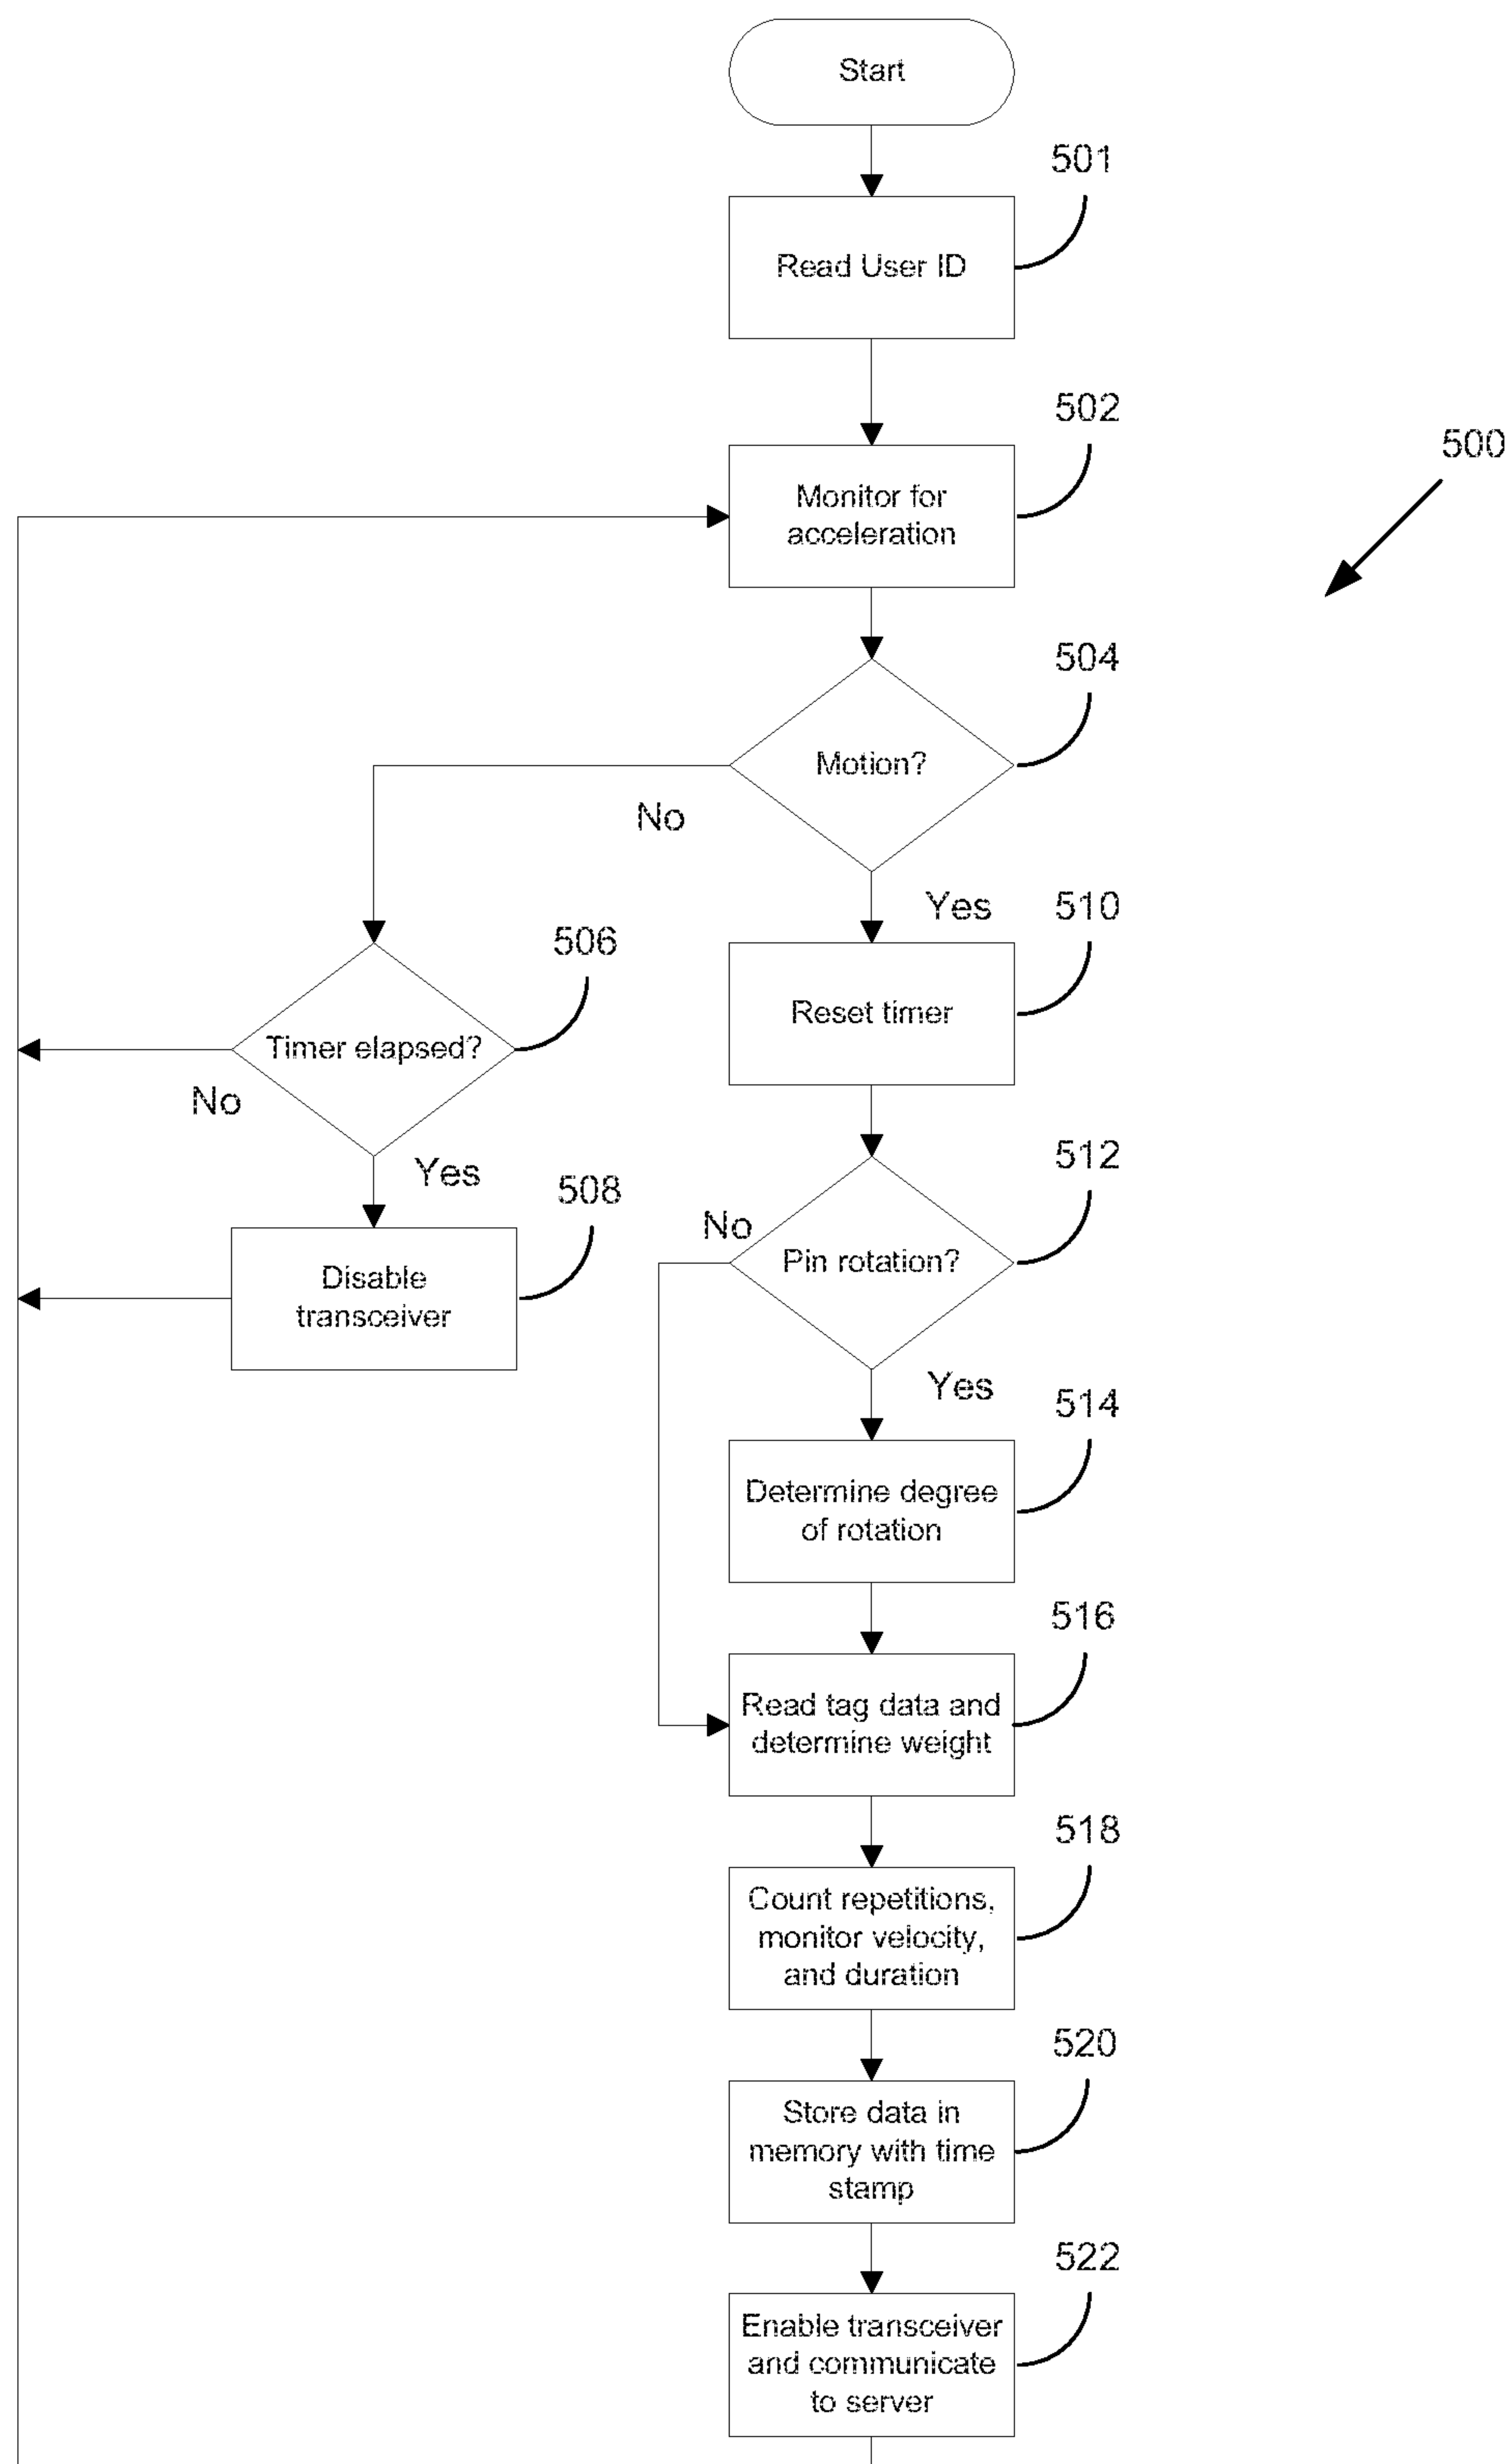 Start
501
Read User ID
502
Monitor for
acceleration
500
504
Motion?
No
Yes
510
506
Reset timer
Timer elapsed?
No
Yes
512
508
No
Pin rotation?
Disable
transceiver
Yes
514
Determine degree
of rotation
516
Read tag data and
determine weight
518
Count repetitions,
monitor velocity,
and duration
520
Store data in
memory with time
stamp
522
Enable transceiver
and communicate
to server